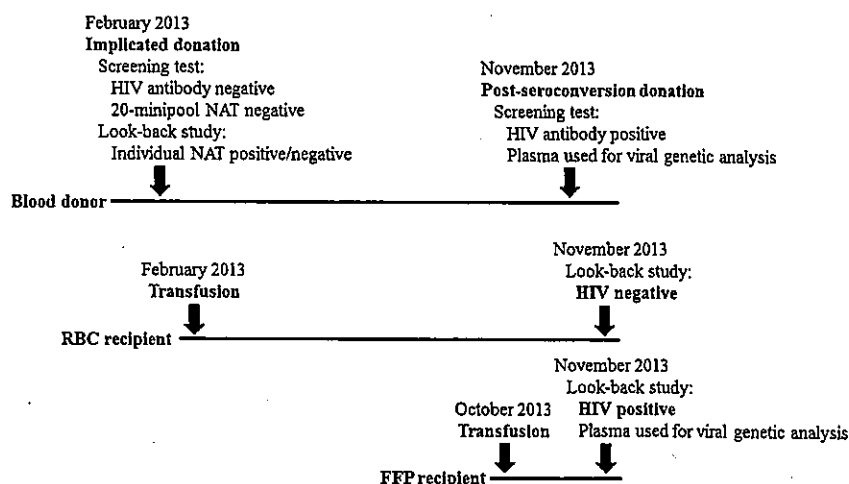 February 2013
Implicated donation
Screening test:
HIV antibody negative
20-minipool NAT negative
Look-back study:
Individual NAT positive/negative
November 2013
Post-seroconversion donation
Screening test:
HIV antibody positive
Plasma used for viral genetic analysis
Blood donor
February 2013
Transfusion
November 2013
Look-back study:
HIV negative
RBC recipient
October 2013
Transfusion
November 2013
Look-back study:
HIV positive
Plasma used for viral genetic analysis
FFP recipient